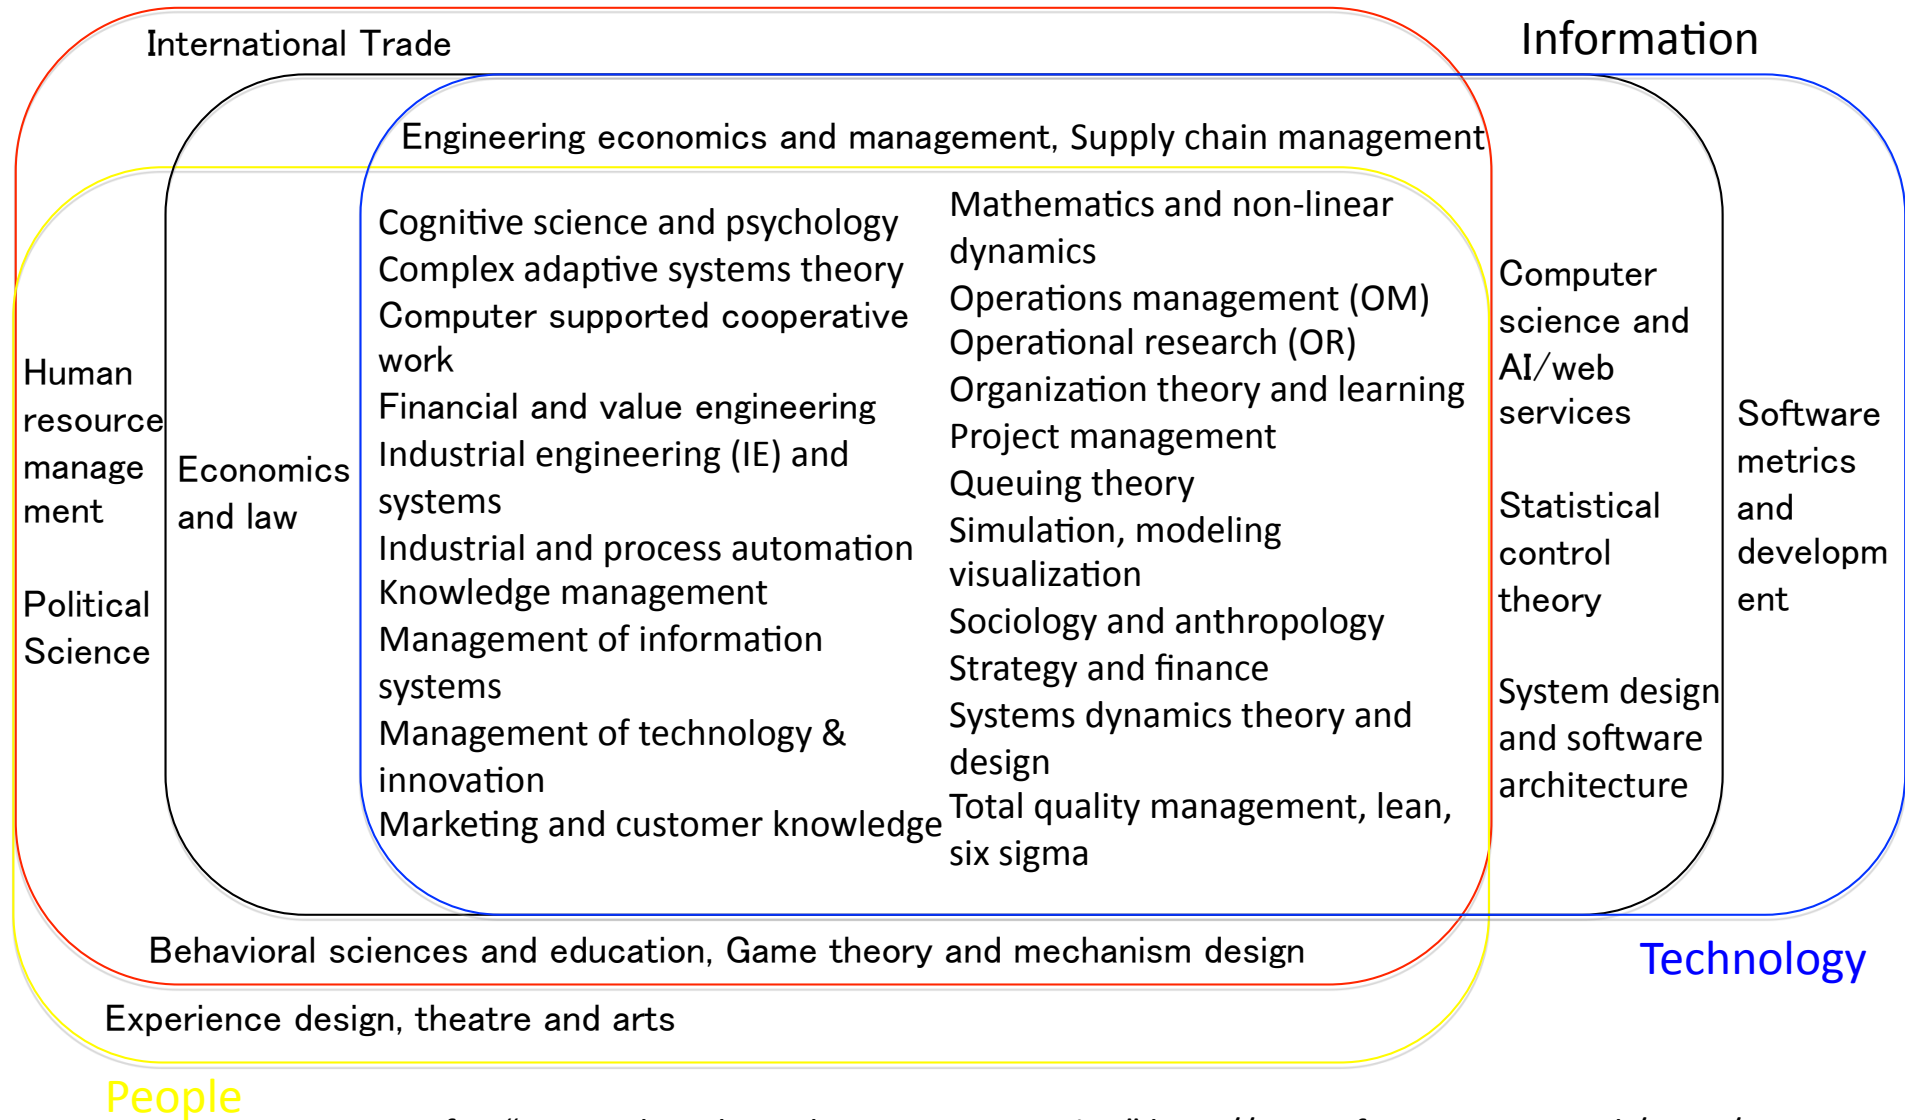 International Trade
Information
Engineering economics and management, Supply chain management
Cognitive science and psychology
Complex adaptive systems theory
Computer supported cooperative
work
Financial and value engineering
Industrial engineering (IE) and
systems
Industrial and process automation
Knowledge management
Management of information
systems
Management of technology &
innovation
Marketing and customer knowledge
Mathematics and non-linear
dynamics
Operations management (OM)
Operational research (OR)
Organization theory and learning
Project management
Queuing theory
Simulation, modeling
visualization
Sociology and anthropology
Strategy and finance
Systems dynamics theory and
design
Total quality management, lean,
six sigma
Human
resource
manage
ment
Political
Science
Economics
and law
Computer
science and
AI/web
services
Statistical
control
theory
System design
and software
architecture
Software
metrics
and
developm
ent
Behavioral sciences and education, Game theory and mechanism design
Technology
Experience design, theatre and arts
People